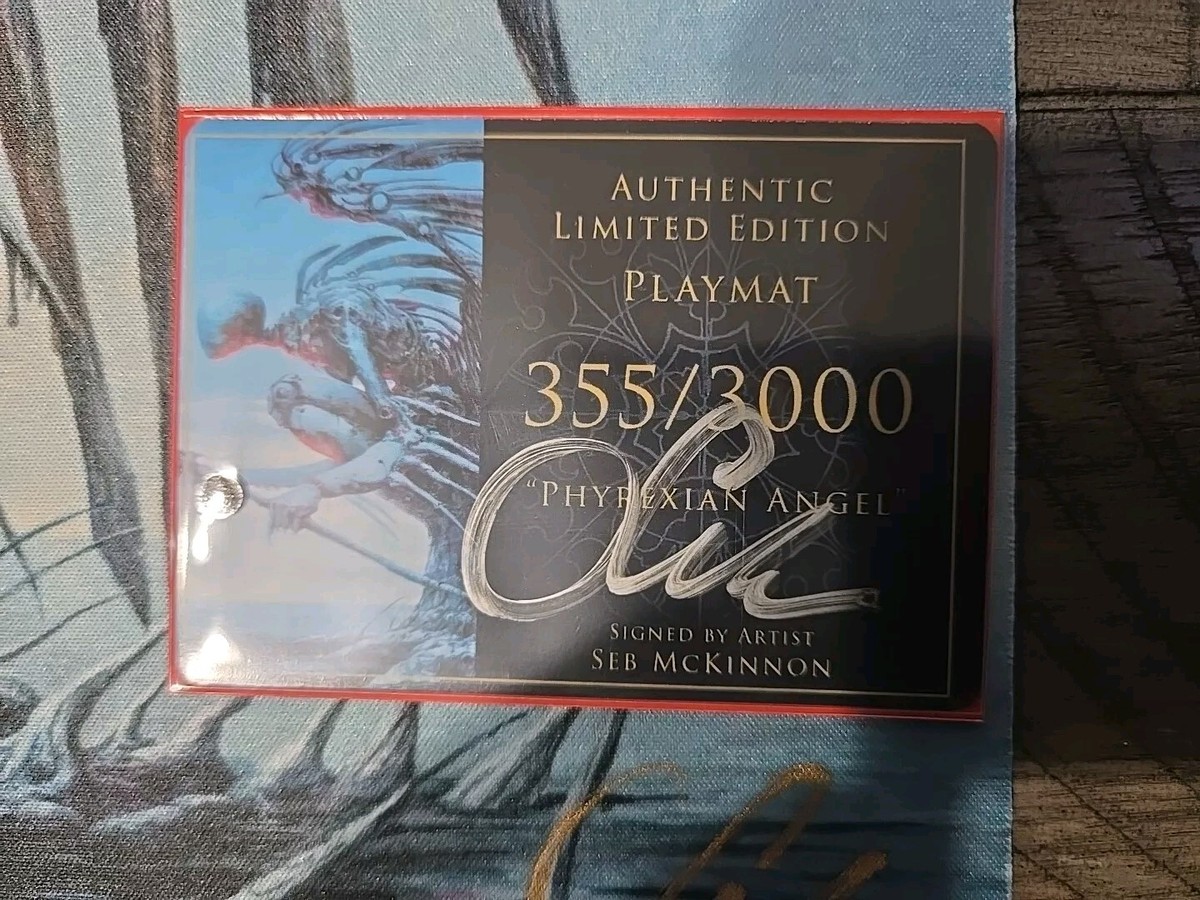 AUTHENTIC
LIMITED EDITION
PLAYMAT
355/3000
"PHYREXIAN ANGEL"
SIGNED BY ARTIST
SEB MCKINNON